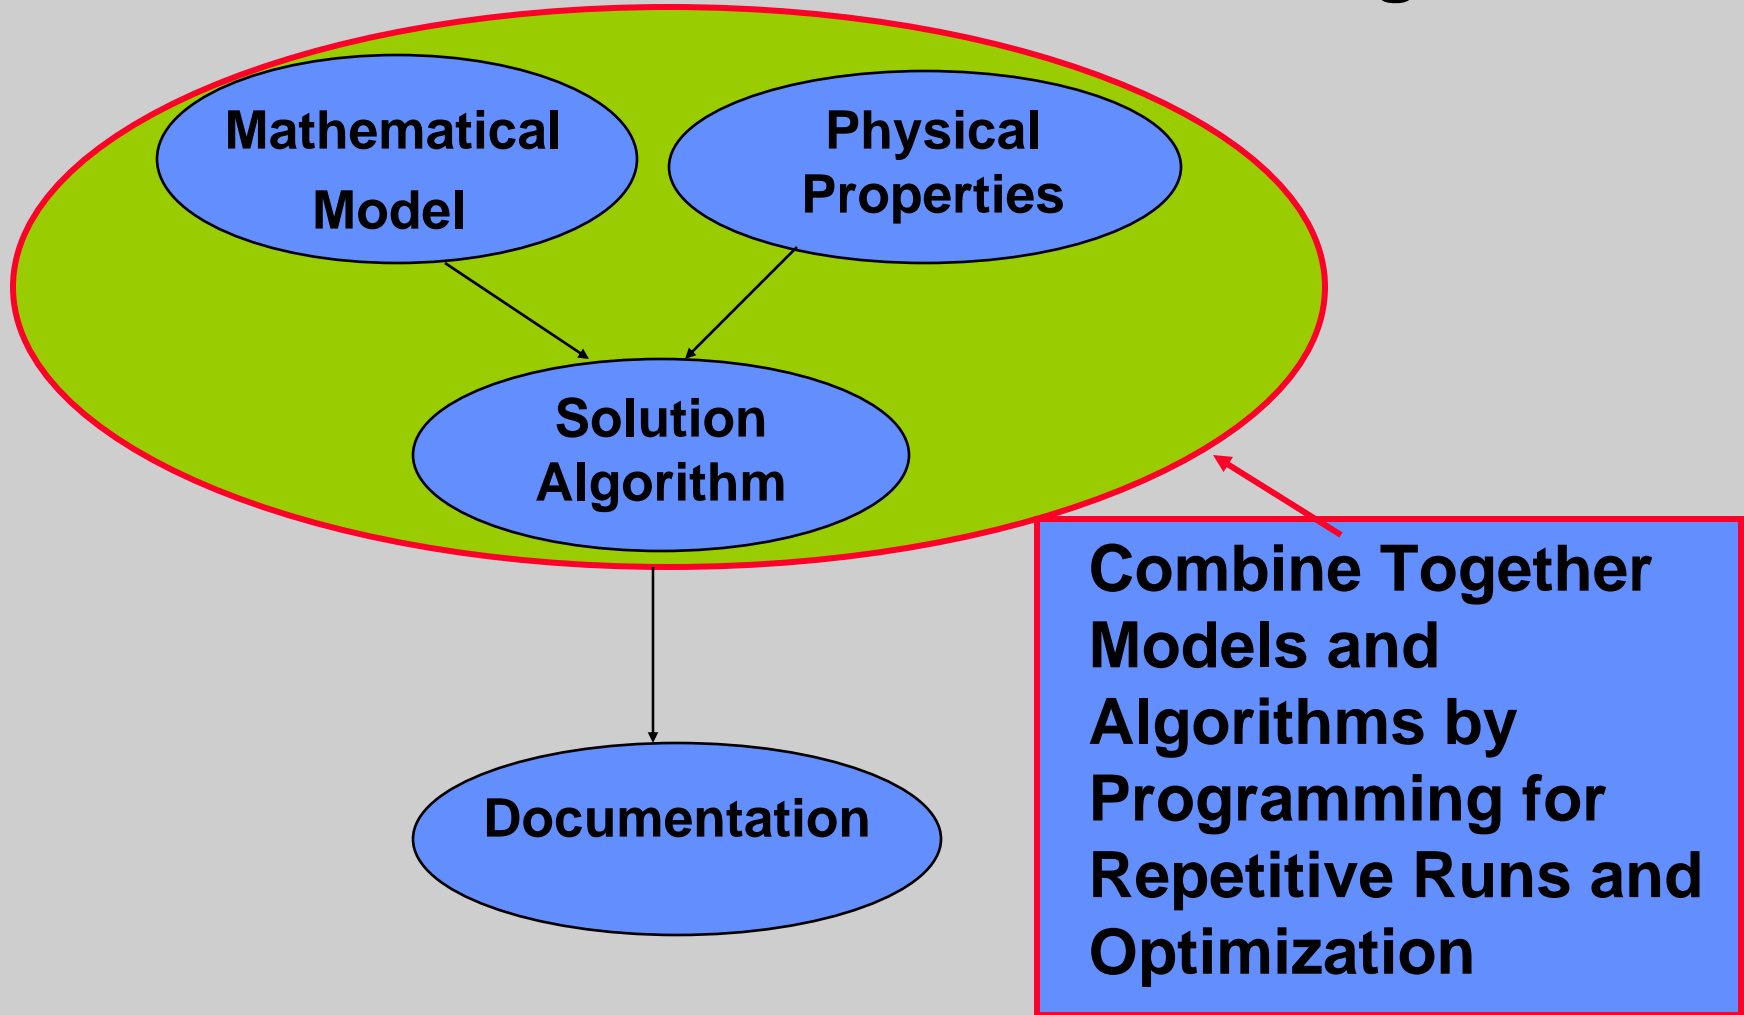 Mathematical
Model
Physical
Properties
Solution
Algorithm
Documentation
Combine Together
Models and
Algorithms by
Programming for
Repetitive Runs and
Optimization